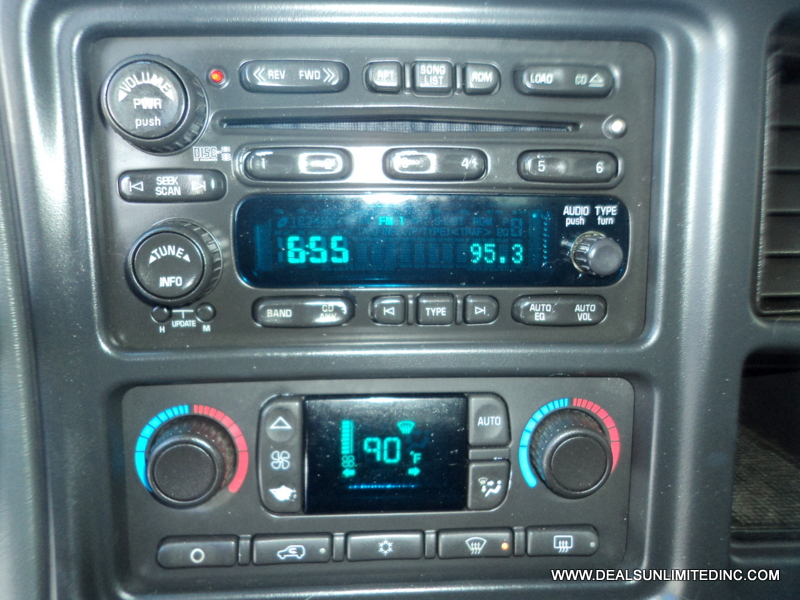 VOLUME
PWR
push
REV FWD
RPT
SONG
LIST
RDM
LOAD CD
DISC
4
5 6
SEEK
SCAN
AUDIO TYPE
push turn
FM1
6:55 95.3
TUNE
INFO
H UPDATE M
BAND
CD
TYPE
AUTO
EQ
AUTO
VOL
AUTO
90 °F
WWW.DEALSUNLIMITEDINC.COM